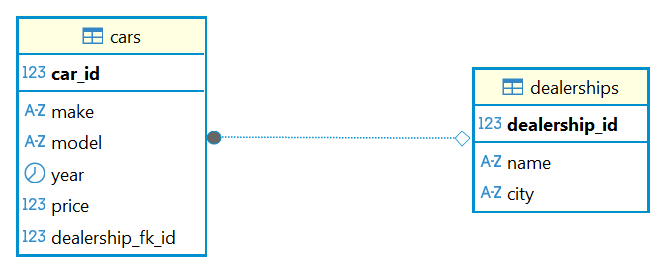 cars
123 car_id
A-Z make
A-Z model
year
123 price
123 dealership_fk_id
dealerships
123 dealership_id
A-Z name
A-Z city